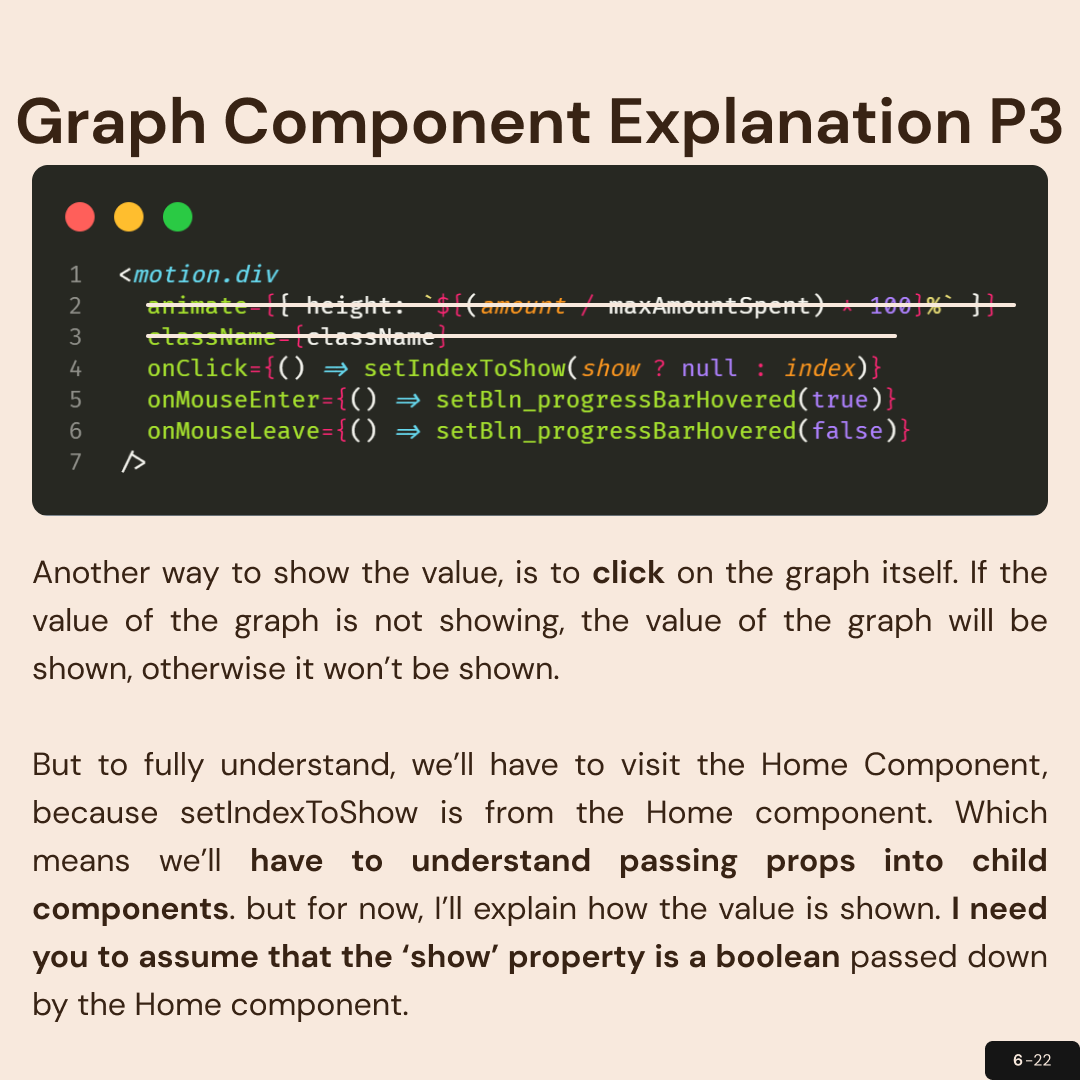 Graph Component Explanation P3
1 <motion.div
2 animate={{ height: `${(amount / maxAmountSpent) * 100}%` }}
3 className={className}
4 onClick={() => setIndexToShow(show ? null : index)}
5 onMouseEnter={() => setBln_progressBarHovered(true)}
6 onMouseLeave={() => setBln_progressBarHovered(false)}
7 />
Another way to show the value, is to click on the graph itself. If the
value of the graph is not showing, the value of the graph will be
shown, otherwise it won’t be shown.
But to fully understand, we’ll have to visit the Home Component,
because setIndexToShow is from the Home component. Which
means we’ll have to understand passing props into child
components. but for now, I’ll explain how the value is shown. I need
you to assume that the ‘show’ property is a boolean passed down
by the Home component.
6-22